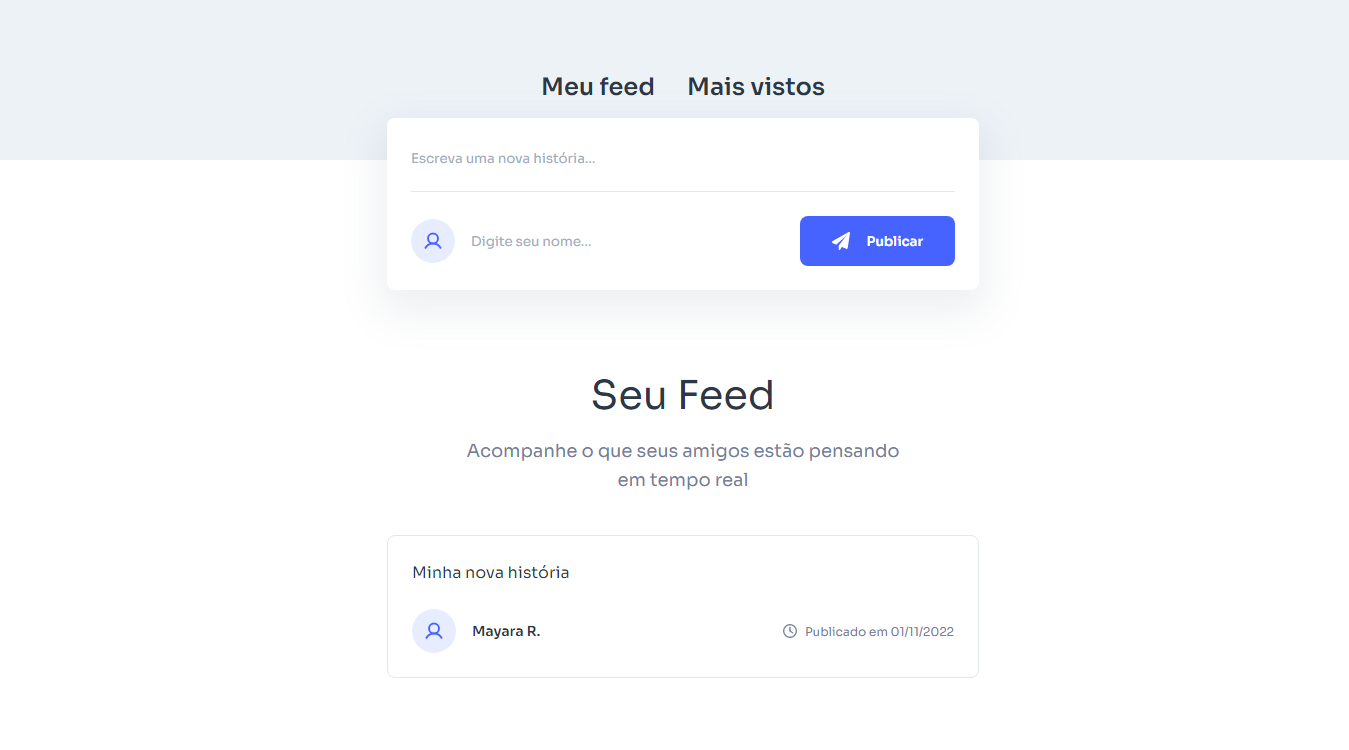 Meu feed Mais vistos
Escreva uma nova história...
Digite seu nome...
Publicar
Seu Feed
Acompanhe o que seus amigos estão pensando
em tempo real
Minha nova história
Mayara R.
Publicado em 01/11/2022